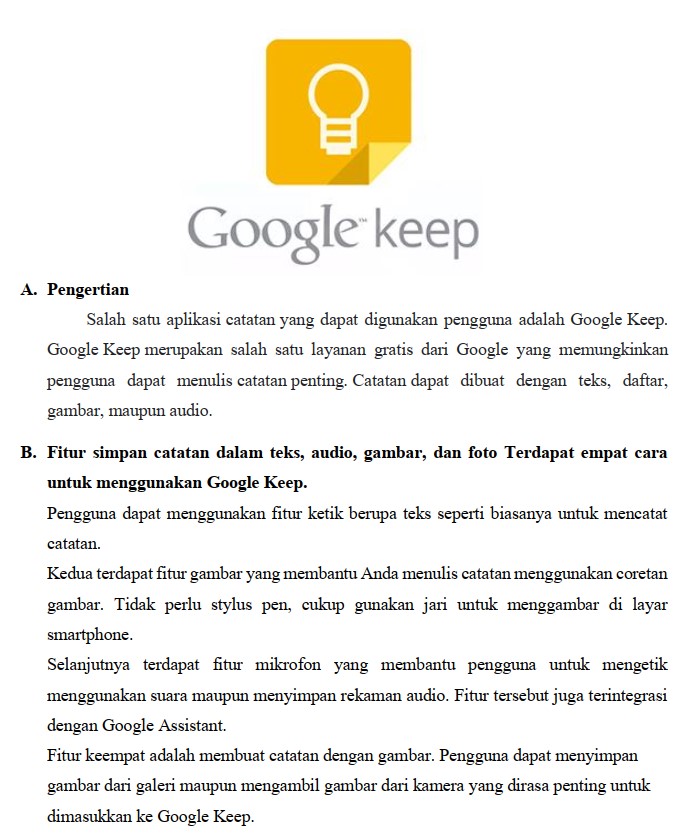 Google™ keep
A. Pengertian
Salah satu aplikasi catatan yang dapat digunakan pengguna adalah Google Keep.
Google Keep merupakan salah satu layanan gratis dari Google yang memungkinkan
pengguna dapat menulis catatan penting. Catatan dapat dibuat dengan teks, daftar,
gambar, maupun audio.
B. Fitur simpan catatan dalam teks, audio, gambar, dan foto Terdapat empat cara
untuk menggunakan Google Keep.
Pengguna dapat menggunakan fitur ketik berupa teks seperti biasanya untuk mencatat
catatan.
Kedua terdapat fitur gambar yang membantu Anda menulis catatan menggunakan coretan
gambar. Tidak perlu stylus pen, cukup gunakan jari untuk menggambar di layar
smartphone.
Selanjutnya terdapat fitur mikrofon yang membantu pengguna untuk mengetik
menggunakan suara maupun menyimpan rekaman audio. Fitur tersebut juga terintegrasi
dengan Google Assistant.
Fitur keempat adalah membuat catatan dengan gambar. Pengguna dapat menyimpan
gambar dari galeri maupun mengambil gambar dari kamera yang dirasa penting untuk
dimasukkan ke Google Keep.